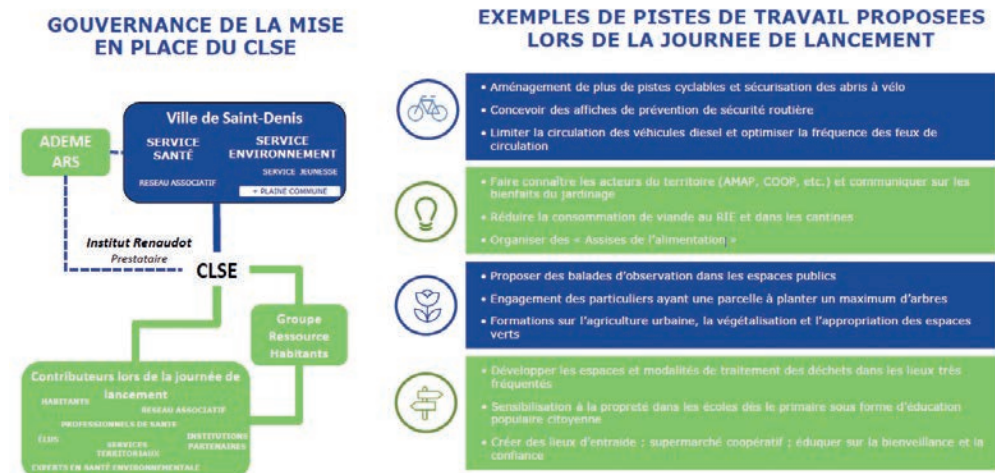 GOUVERNANCE DE LA MISE
EN PLACE DU CLSE
Ville de Saint-Denis
SERVICE
SANTÉ
SERVICE
ENVIRONNEMENT
SERVICE JEUNESSE
RESEAU ASSOCIATIF
+ PLAINE COMMUNE
ADEME
ARS
Institut Renaudot
Prestataire
CLSE
Groupe
Ressource
Habitants
Contributeurs lors de la journée de
lancement
HABITANTS
RESEAU ASSOCIATIF
PROFESSIONNELS DE SANTE
ÉLUS
SERVICES
TERRITORIAUX
INSTITUTIONS
PARTENAIRES
EXPERTS EN SANTÉ ENVIRONNEMENTALE
EXEMPLES DE PISTES DE TRAVAIL PROPOSEES
LORS DE LA JOURNEE DE LANCEMENT
• Aménagement de plus de pistes cyclables et sécurisation des abris à vélo
• Concevoir des affiches de prévention de sécurité routière
• Limiter la circulation des véhicules diesel et optimiser la fréquence des feux de
circulation
• Faire connaître les acteurs du territoire (AMAP, COOP, etc.) et communiquer sur les
bienfaits du jardinage
• Réduire la consommation de viande au RIE et dans les cantines
• Organiser des « Assises de l'alimentation »
• Proposer des balades d'observation dans les espaces publics
• Engagement des particuliers ayant une parcelle à planter un maximum d'arbres
• Formations sur l'agriculture urbaine, la végétalisation et l'appropriation des espaces
verts
• Développer les espaces et modalités de traitement des déchets dans les lieux très
fréquentés
• Sensibilisation à la propreté dans les écoles dès le primaire sous forme d'éducation
populaire citoyenne
• Créer des lieux d'entraide ; supermarché coopératif ; éduquer sur la bienveillance et la
confiance